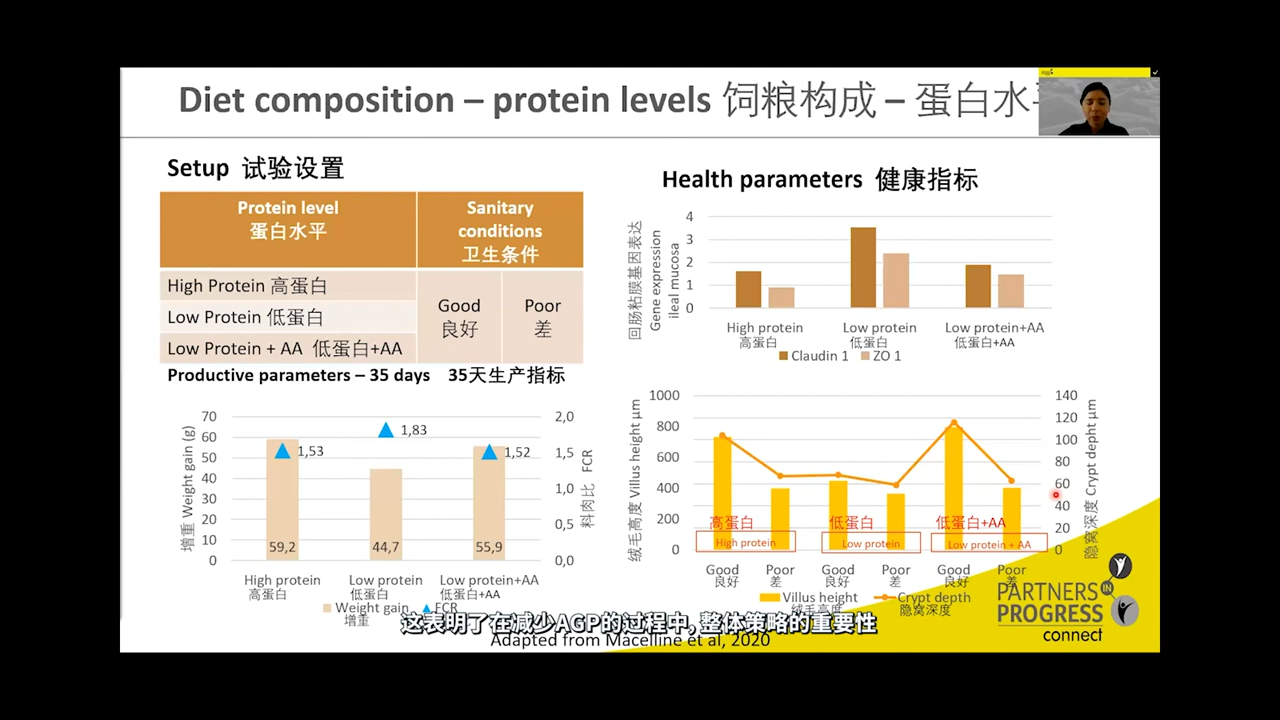 Diet composition – protein levels 饲粮构成 – 蛋白水
Setup 试验设置
Protein level
蛋白水平
Sanitary
conditions
卫生条件
High Protein 高蛋白
Low Protein 低蛋白
Low Protein + AA 低蛋白+AA
Good
良好
Poor
差
Productive parameters – 35 days 35天生产指标
增重 Weight gain (g)
70
60
50
40
30
20
10
0
1,53
1,83
1,52
59,2
44,7
55,9
2,0
1,5
1,0
0,5
0,0
料肉比 FCR
High protein
高蛋白
Low protein
低蛋白
Low protein+AA
低蛋白+AA
Weight gain
增重
FCR
Health parameters 健康指标
回肠粘膜基因表达
Gene expression
ileal mucosa
4
3
2
1
0
High protein
高蛋白
Low protein
低蛋白
Low protein+AA
低蛋白+AA
Claudin 1
ZO 1
绒毛高度 Villus height µm
1000
800
600
400
200
0
140
120
100
80
60
40
20
0
隐窝深度 Crypt depht µm
高蛋白
High protein
低蛋白
Low protein
低蛋白+AA
Low protein + AA
Good
良好
Poor
差
Good
良好
Poor
差
Good
良好
Poor
差
Villus height
绒毛高度
Crypt depth
隐窝深度
PARTNERS
IN
PROGRESS
connect
这表明了在减少AGP的过程中, 整体策略的重要性
Adapted from Macelline et al, 2020